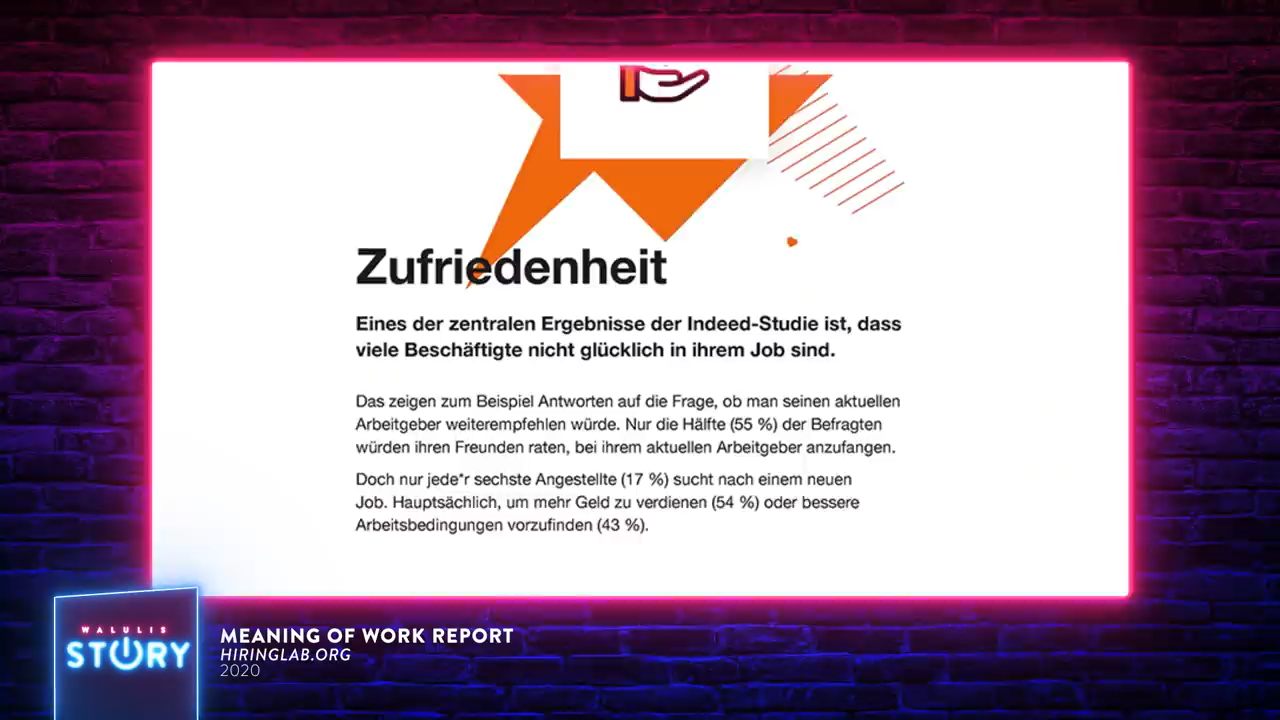 Zufriedenheit
Eines der zentralen Ergebnisse der Indeed-Studie ist, dass
viele Beschäftigte nicht glücklich in ihrem Job sind.
Das zeigen zum Beispiel Antworten auf die Frage, ob man seinen aktuellen
Arbeitgeber weiterempfehlen würde. Nur die Hälfte (55 %) der Befragten
würden ihren Freunden raten, bei ihrem aktuellen Arbeitgeber anzufangen.
Doch nur jede*r sechste Angestellte (17 %) sucht nach einem neuen
Job. Hauptsächlich, um mehr Geld zu verdienen (54 %) oder bessere
Arbeitsbedingungen vorzufinden (43 %).
WALULIS
STORY
MEANING OF WORK REPORT
HIRINGLAB.ORG
2020